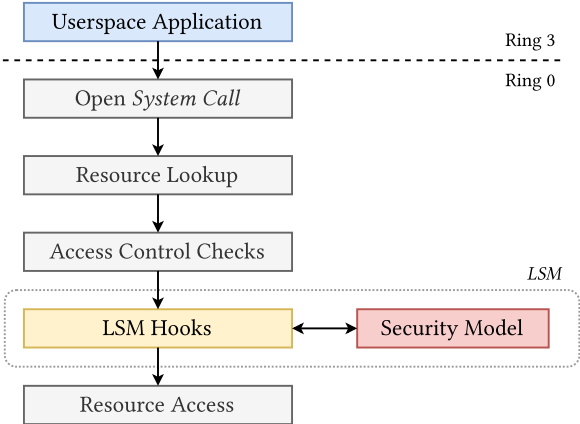 Userspace Application
Ring 3
Ring 0
Open System Call
Resource Lookup
Access Control Checks
LSM
LSM Hooks
Security Model
Resource Access